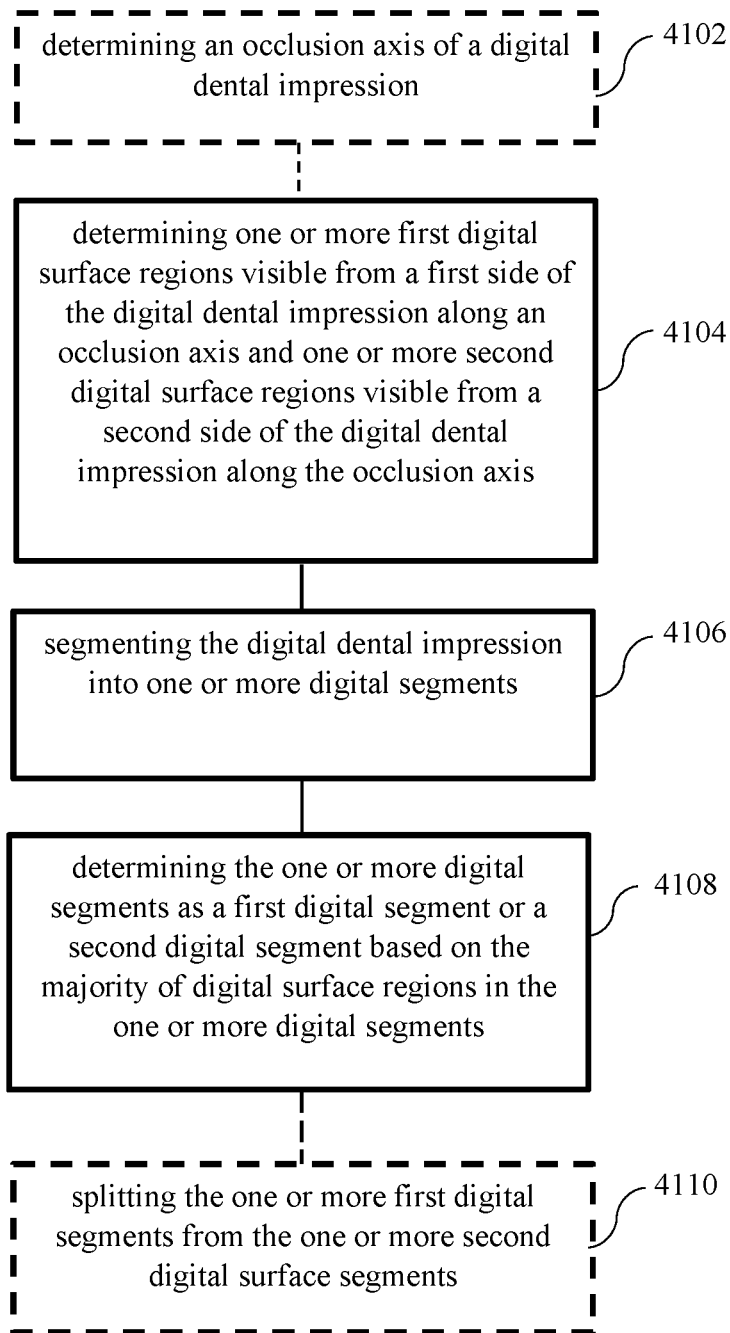 determining an occlusion axis of a digital
dental impression
4102
determining one or more first digital
surface regions visible from a first side of
the digital dental impression along an
occlusion axis and one or more second
digital surface regions visible from a
second side of the digital dental
impression along the occlusion axis
4104
segmenting the digital dental impression
into one or more digital segments
4106
determining the one or more digital
segments as a first digital segment or a
second digital segment based on the
majority of digital surface regions in the
one or more digital segments
4108
splitting the one or more first digital
segments from the one or more second
digital surface segments
4110